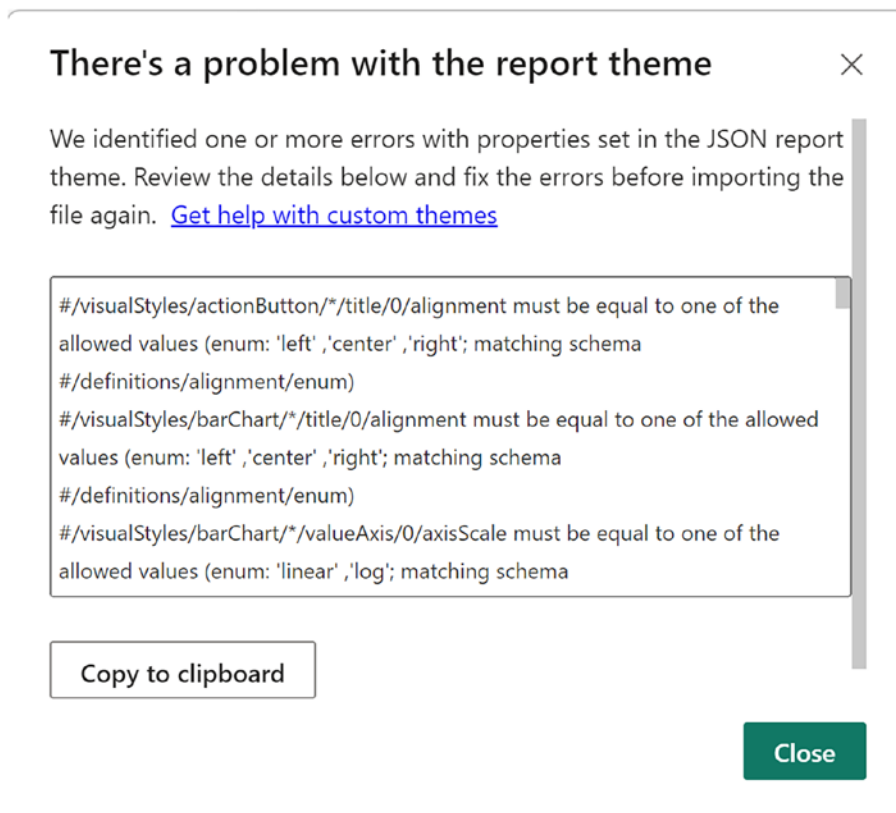 There's a problem with the report theme
We identified one or more errors with properties set in the JSON report
theme. Review the details below and fix the errors before importing the
file again. Get help with custom themes
#/visualStyles/actionButton/*/title/0/alignment must be equal to one of the
allowed values (enum: 'left' ,'center' ,'right'; matching schema
#/definitions/alignment/enum)
#/visualStyles/barChart/*/title/0/alignment must be equal to one of the allowed
values (enum: 'left' ,'center' ,'right'; matching schema
#/definitions/alignment/enum)
#/visualStyles/barChart/*/valueAxis/0/axisScale must be equal to one of the
allowed values (enum: 'linear' ,'log'; matching schema
Copy to clipboard
Close